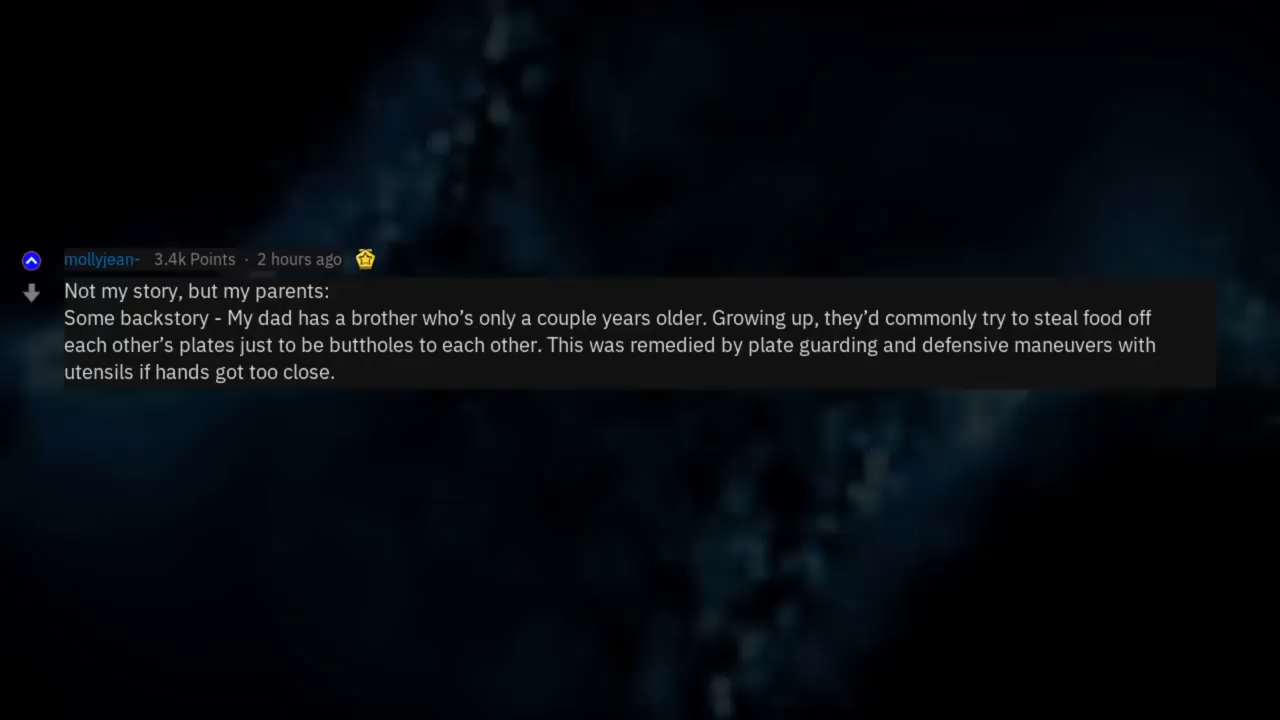 mollyjean- 3.4k Points · 2 hours ago
Not my story, but my parents:
Some backstory - My dad has a brother who’s only a couple years older. Growing up, they’d commonly try to steal food off
each other’s plates just to be buttholes to each other. This was remedied by plate guarding and defensive maneuvers with
utensils if hands got too close.